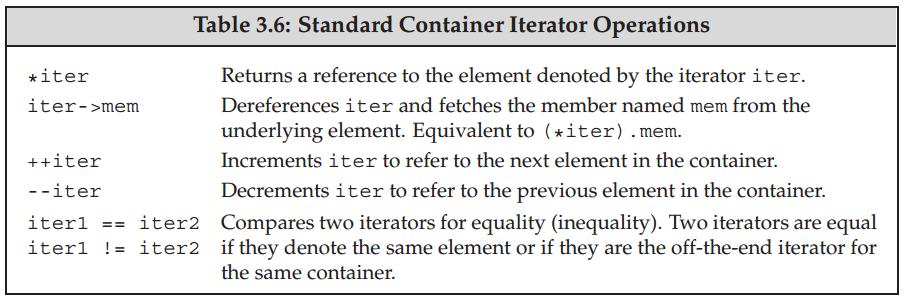 Table 3.6: Standard Container Iterator Operations
*iter Returns a reference to the element denoted by the iterator iter.
iter->mem Dereferences iter and fetches the member named mem from the
underlying element. Equivalent to (*iter).mem.
++iter Increments iter to refer to the next element in the container.
--iter Decrements iter to refer to the previous element in the container.
iter1 == iter2 Compares two iterators for equality (inequality). Two iterators are equal
iter1 != iter2 if they denote the same element or if they are the off-the-end iterator for
the same container.